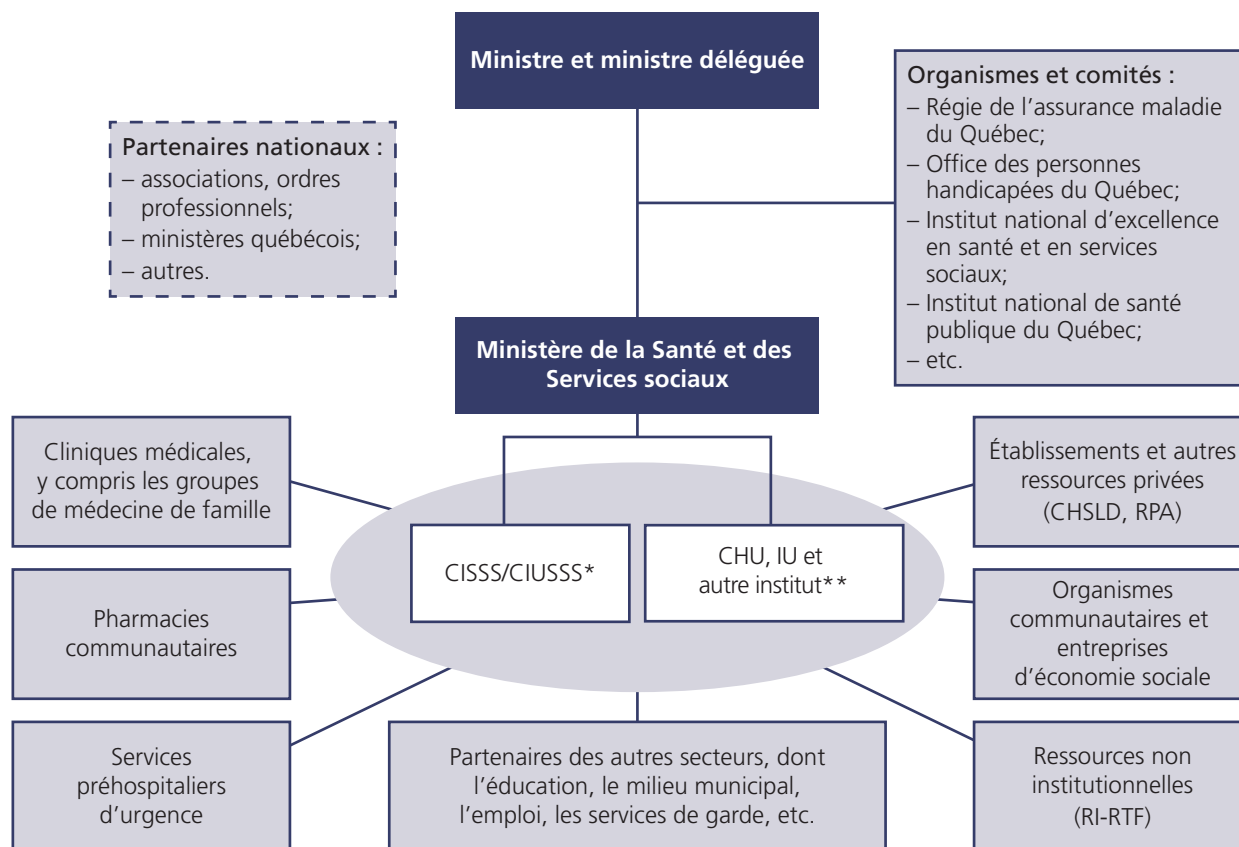 Ministre et ministre déléguée
Partenaires nationaux :
– associations, ordres
professionnels;
– ministères québécois;
– autres.
Organismes et comités :
– Régie de l'assurance maladie
du Québec;
– Office des personnes
handicapées du Québec;
– Institut national d'excellence
en santé et en services
sociaux;
– Institut national de santé
publique du Québec;
– etc.
Ministère de la Santé et des
Services sociaux
Cliniques médicales,
y compris les groupes
de médecine de famille
Établissements et autres
ressources privées
(CHSLD, RPA)
CISSS/CIUSSS*
CHU, IU et
autre institut**
Pharmacies
communautaires
Organismes
communautaires et
entreprises
d'économie sociale
Services
préhospitaliers
d'urgence
Partenaires des autres secteurs, dont
l'éducation, le milieu municipal,
l'emploi, les services de garde, etc.
Ressources non
institutionnelles
(RI-RTF)